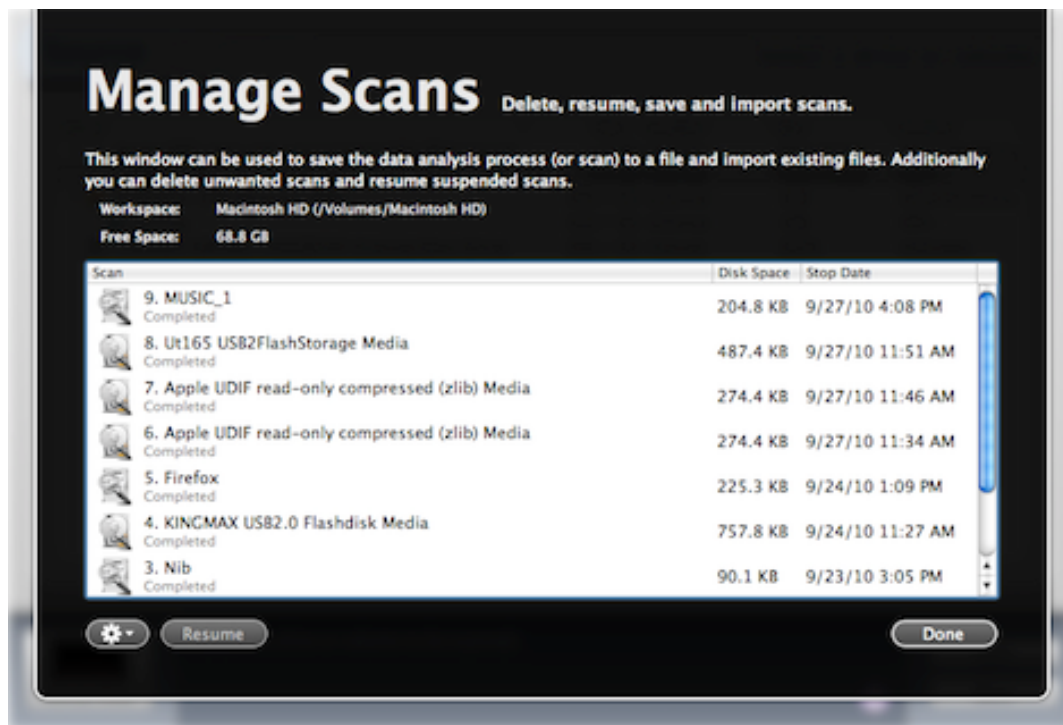 Manage Scans Delete, resume, save and import scans.
This window can be used to save the data analysis process (or scan) to a file and import existing files. Additionally
you can delete unwanted scans and resume suspended scans.
Workspace: Macintosh HD (/Volumes/Macintosh HD)
Free Space: 68.8 GB
Scan Disk Space Stop Date
9. MUSIC_1 204.8 KB 9/27/10 4:08 PM
Completed
8. Ut165 USB2FlashStorage Media 487.4 KB 9/27/10 11:51 AM
Completed
7. Apple UDIF read-only compressed (zlib) Media 274.4 KB 9/27/10 11:46 AM
Completed
6. Apple UDIF read-only compressed (zlib) Media 274.4 KB 9/27/10 11:34 AM
Completed
5. Firefox 225.3 KB 9/24/10 1:09 PM
Completed
4. KINGMAX USB2.0 Flashdisk Media 757.8 KB 9/24/10 11:27 AM
Completed
3. Nib 90.1 KB 9/23/10 3:05 PM
Completed
Resume Done